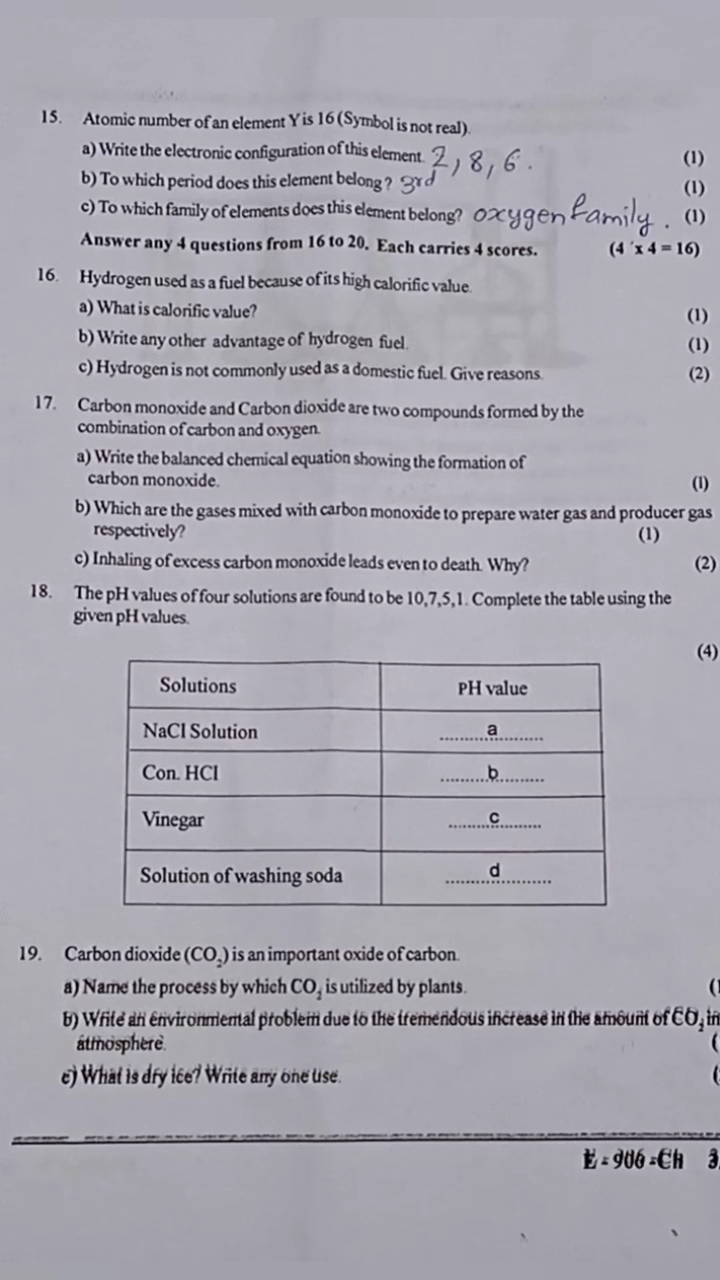 15. Atomic number of an element Y is 16 (Symbol is not real).
a) Write the electronic configuration of this element. 2, 8, 6. (1)
b) To which period does this element belong? 3rd (1)
c) To which family of elements does this element belong? oxygen family. (1)
Answer any 4 questions from 16 to 20. Each carries 4 scores. (4 ´x 4 = 16)
16. Hydrogen used as a fuel because of its high calorific value.
a) What is calorific value? (1)
b) Write any other advantage of hydrogen fuel. (1)
c) Hydrogen is not commonly used as a domestic fuel. Give reasons. (2)
17. Carbon monoxide and Carbon dioxide are two compounds formed by the
combination of carbon and oxygen.
a) Write the balanced chemical equation showing the formation of
carbon monoxide. (1)
b) Which are the gases mixed with carbon monoxide to prepare water gas and producer gas
respectively? (1)
c) Inhaling of excess carbon monoxide leads even to death. Why? (2)
18. The pH values of four solutions are found to be 10,7,5,1. Complete the table using the
given pH values.
(4)
Solutions PH value
NaCl Solution ..........a..........
Con. HCl ..........b..........
Vinegar ..........c..........
Solution of washing soda ..........d..........
19. Carbon dioxide (CO₂) is an important oxide of carbon.
a) Name the process by which CO₂ is utilized by plants. (1
b) Write an environmental problem due to the tremendous increase in the amount of CO₂ in
atmosphere. (
c) What is dry ice? Write any one use. (
E - 906 -Ch 3